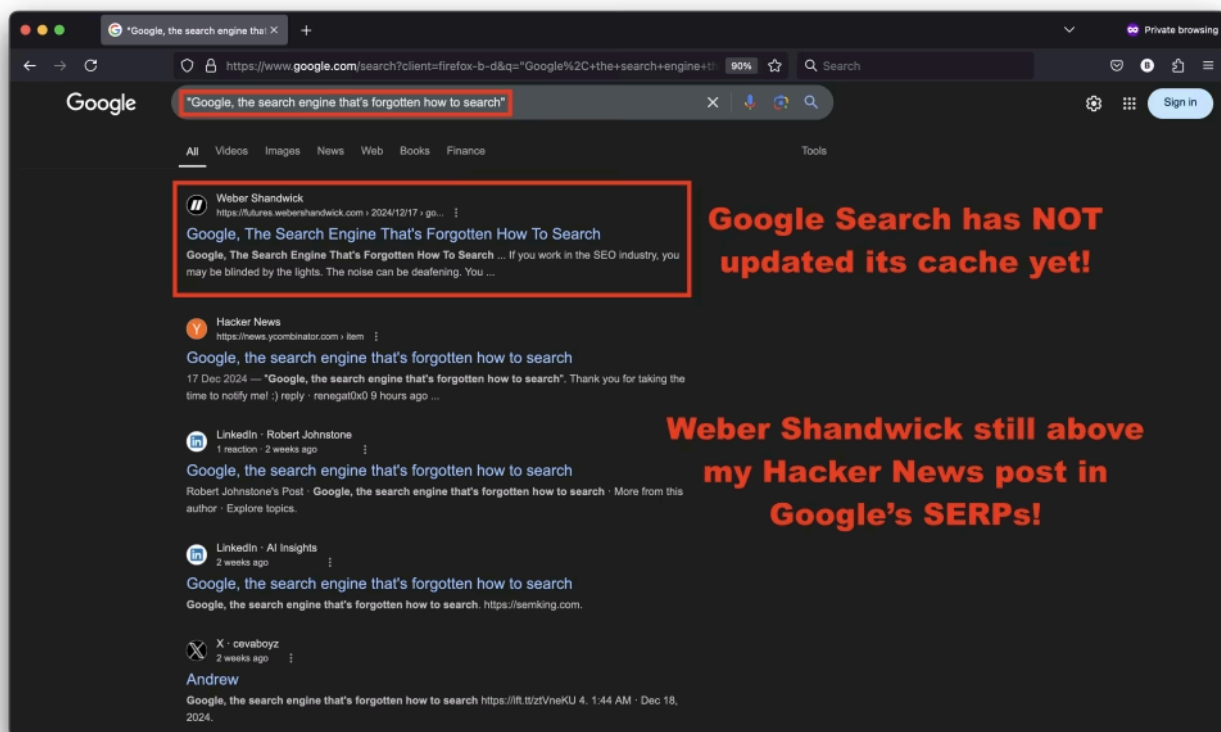 "Google, the search engine that
Private browsing
https://www.google.com/search?client=firefox-b-d&q="Google%2C+the+search+engine+th
90%
Search
Google
"Google, the search engine that's forgotten how to search"
Sign in
All Videos Images News Web Books Finance
Tools
Weber Shandwick
https://futures.webershandwick.com › 2024/12/17 › go...
Google, The Search Engine That's Forgotten How To Search
Google, The Search Engine That's Forgotten How To Search ... If you work in the SEO industry, you
may be blinded by the lights. The noise can be deafening. You ...
Google Search has NOT
updated its cache yet!
Hacker News
https://news.ycombinator.com › item
Google, the search engine that's forgotten how to search
17 Dec 2024 — "Google, the search engine that's forgotten how to search". Thank you for taking the
time to notify me! :) reply · renegat0x0 9 hours ago ...
LinkedIn · Robert Johnstone
1 reaction · 2 weeks ago
Google, the search engine that's forgotten how to search
Robert Johnstone's Post · Google, the search engine that's forgotten how to search · More from this
author · Explore topics.
Weber Shandwick still above
my Hacker News post in
Google's SERPs!
LinkedIn · AI Insights
2 weeks ago
Google, the search engine that's forgotten how to search
Google, the search engine that's forgotten how to search. https://semking.com.
X · cevaboyz
2 weeks ago
Andrew
Google, the search engine that's forgotten how to search https://ift.tt/ztVneKU 4. 1:44 AM · Dec 18,
2024.